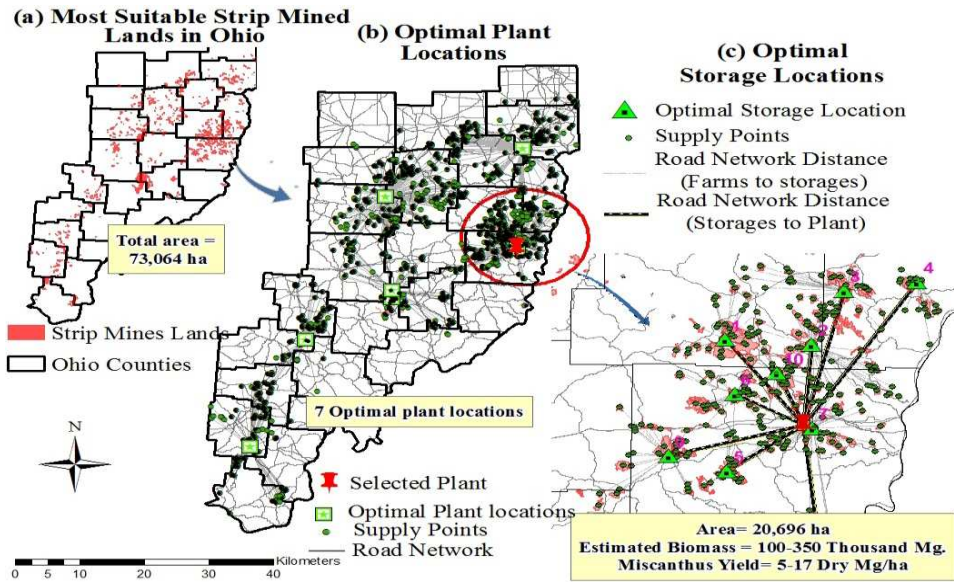 (a) Most Suitable Strip Mined
Lands in Ohio
Total area =
73,064 ha
Strip Mines Lands
Ohio Counties
N
0 5 10 20 30 40
Kilometers
(b) Optimal Plant
Locations
7 Optimal plant locations
Selected Plant
Optimal Plant locations
Supply Points
Road Network
(c) Optimal
Storage Locations
Optimal Storage Location
Supply Points
Road Network Distance
(Farms to storages)
Road Network Distance
(Storages to Plant)
4
10
7
Area= 20,696 ha
Estimated Biomass = 100-350 Thousand Mg.
Miscanthus Yield= 5-17 Dry Mg/ha